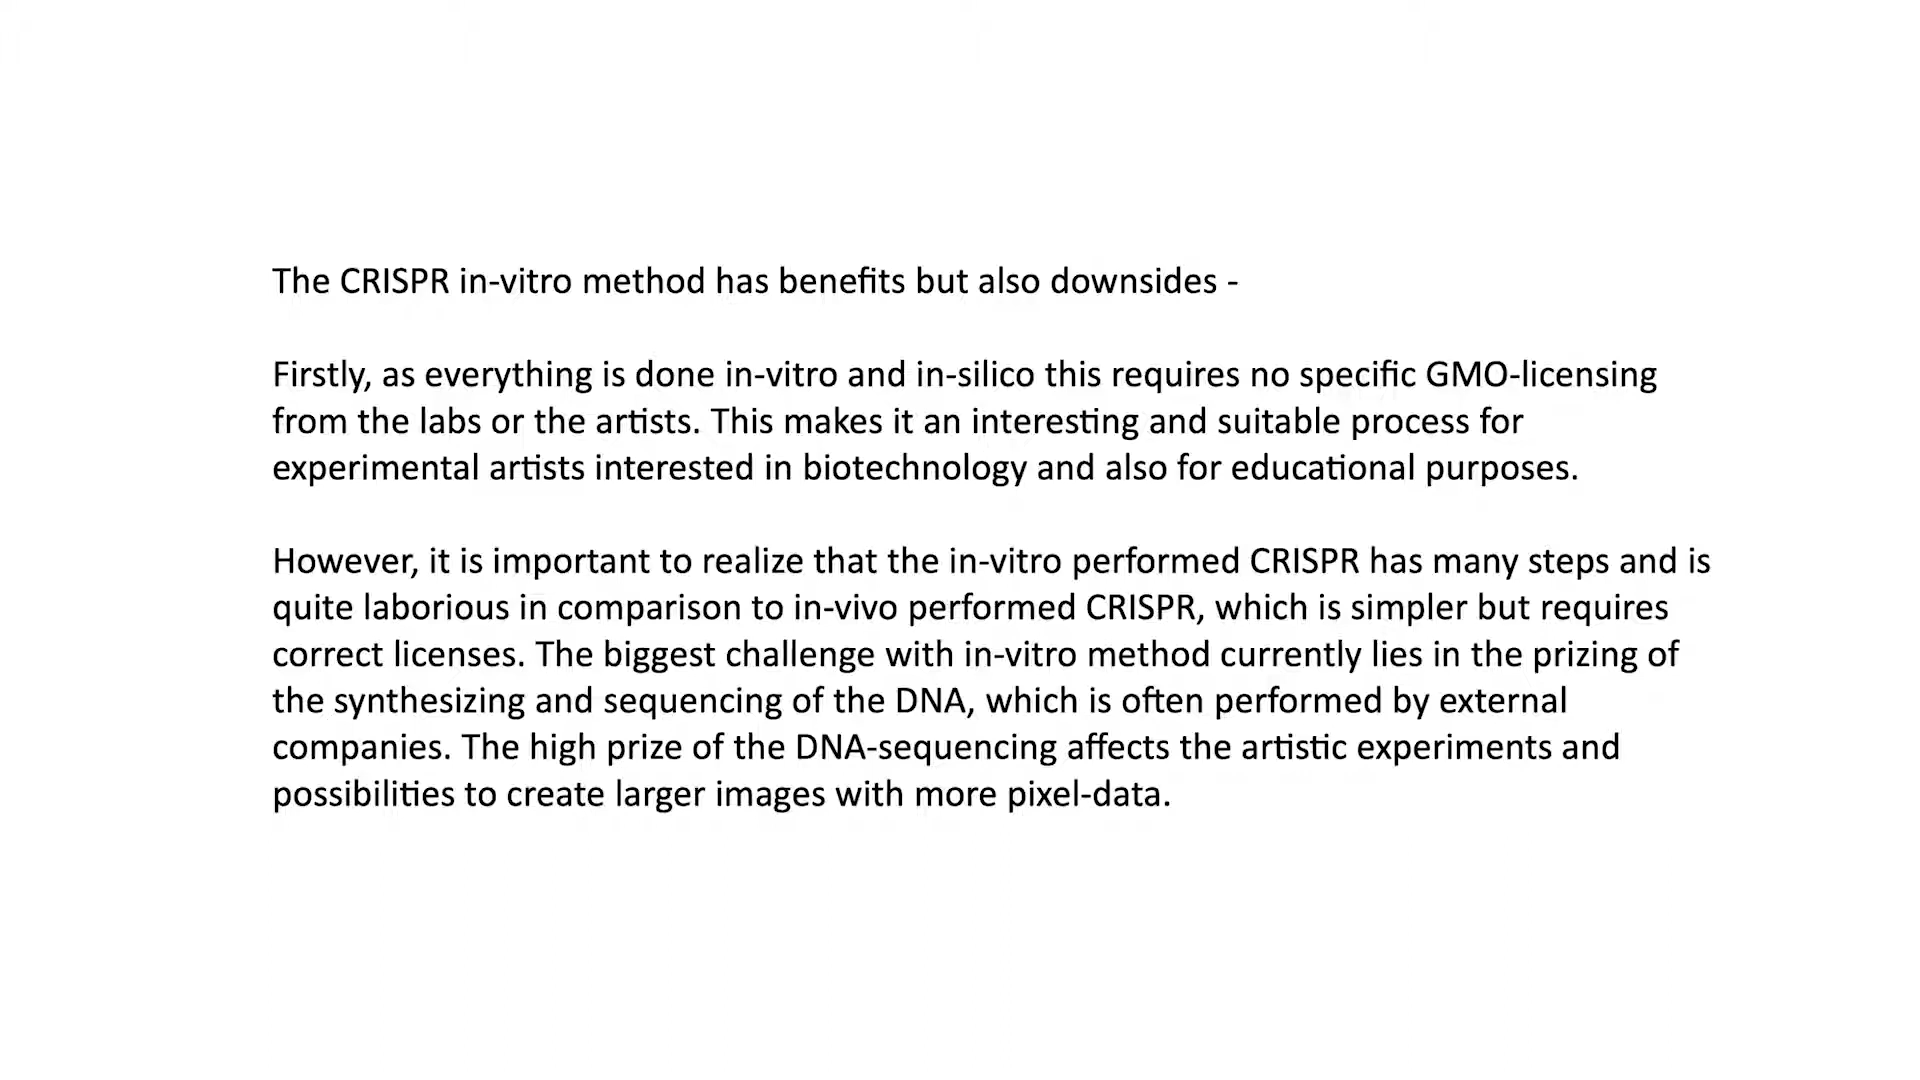 The CRISPR in-vitro method has benefits but also downsides -
Firstly, as everything is done in-vitro and in-silico this requires no specific GMO-licensing
from the labs or the artists. This makes it an interesting and suitable process for
experimental artists interested in biotechnology and also for educational purposes.
However, it is important to realize that the in-vitro performed CRISPR has many steps and is
quite laborious in comparison to in-vivo performed CRISPR, which is simpler but requires
correct licenses. The biggest challenge with in-vitro method currently lies in the prizing of
the synthesizing and sequencing of the DNA, which is often performed by external
companies. The high prize of the DNA-sequencing affects the artistic experiments and
possibilities to create larger images with more pixel-data.